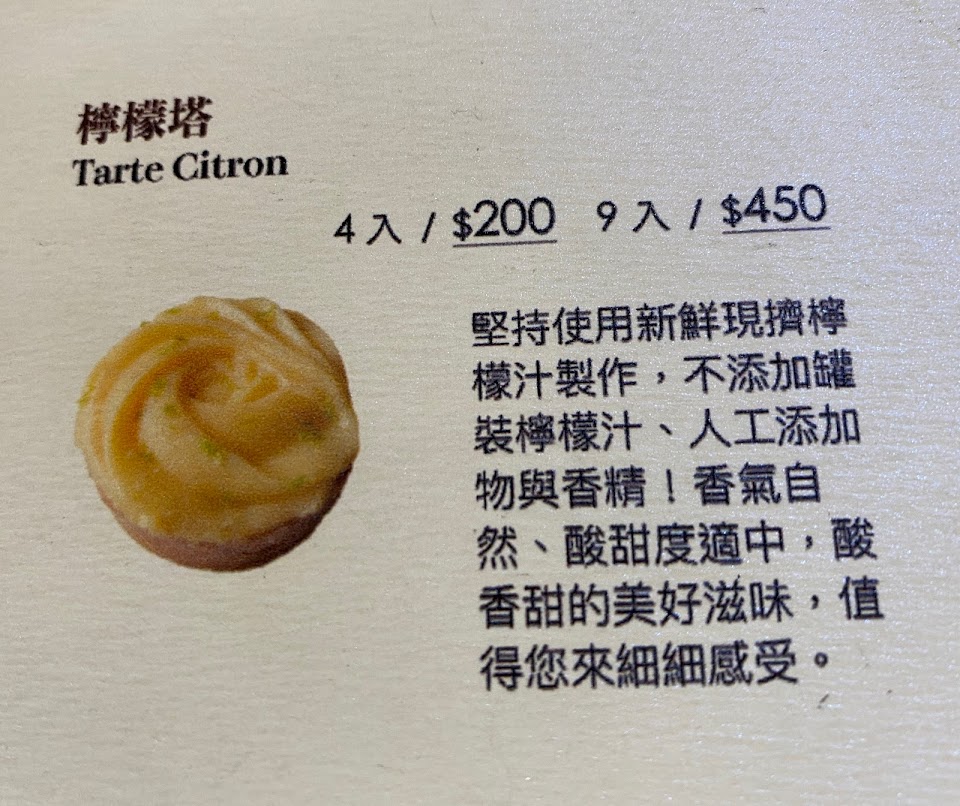 檸檬塔
Tarte Citron
4入 / $200 9入 / $450
堅持使用新鮮現擠檸
檬汁製作，不添加罐
裝檸檬汁、人工添加
物與香精！香氣自
然、酸甜度適中，酸
香甜的美好滋味，值
得您來細細感受。